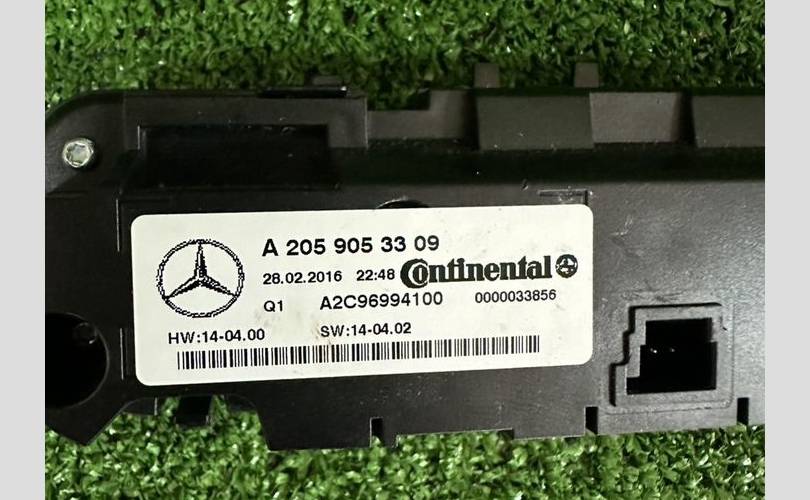 A 205 905 33 09
28.02.2016 22:48 Continental
Q1 A2C96994100 0000033856
HW:14-04.00 SW:14-04.02